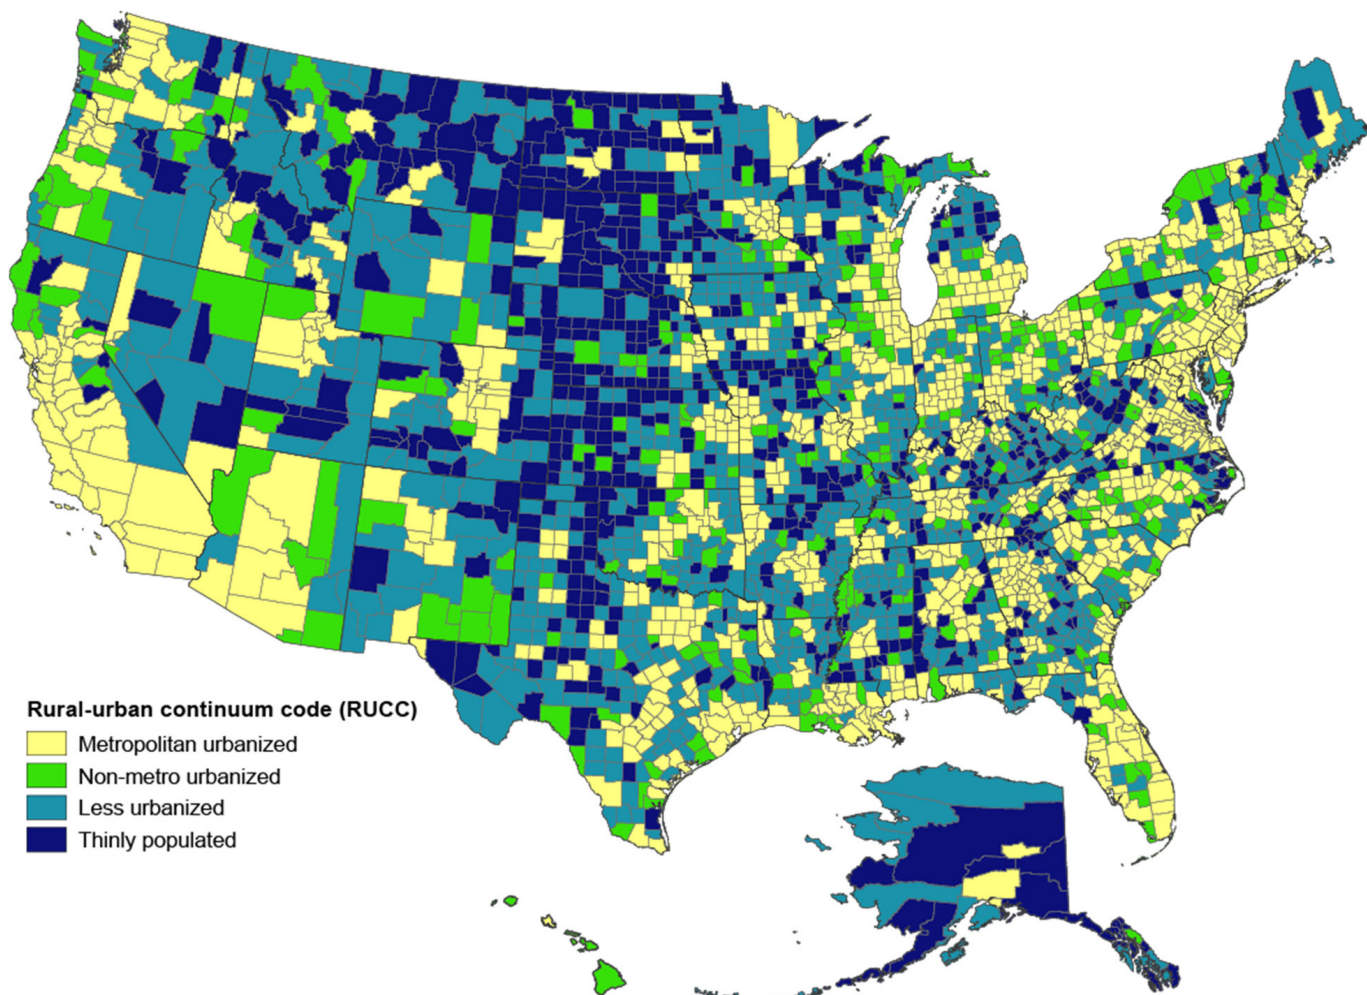 Rural-urban continuum code (RUCC)
Metropolitan urbanized
Non-metro urbanized
Less urbanized
Thinly populated